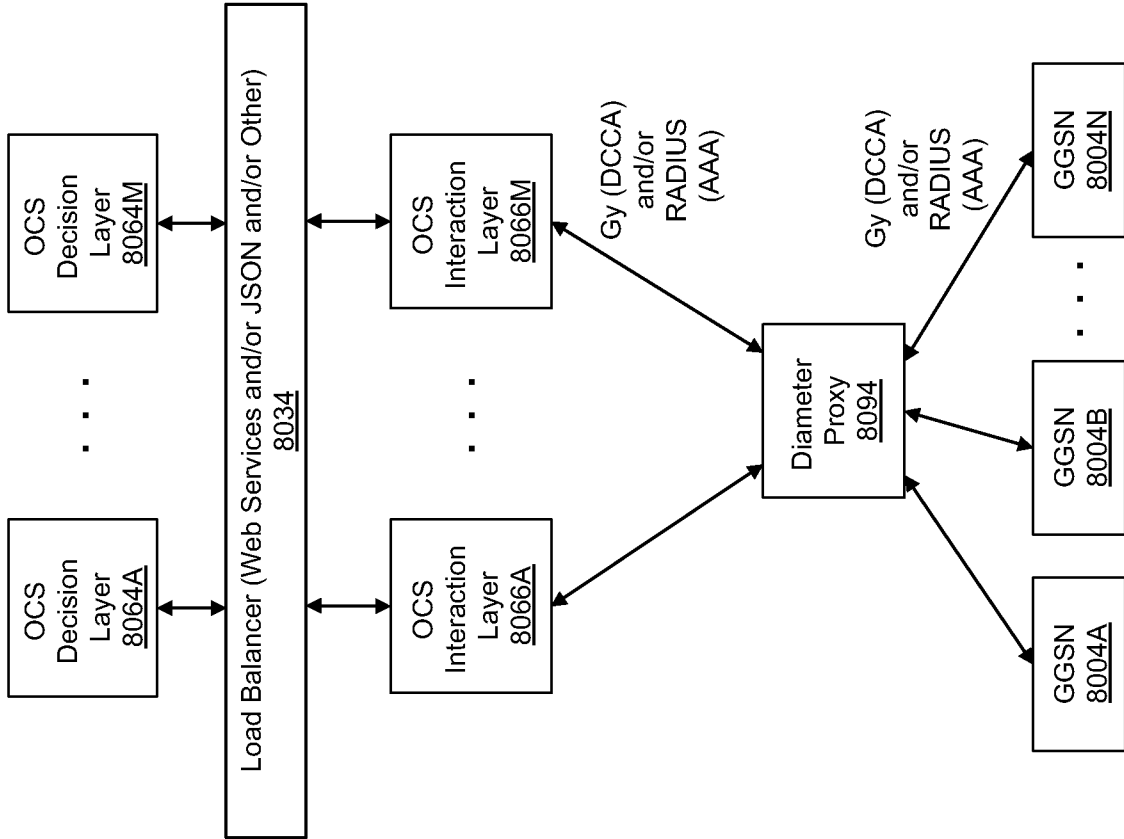 OCS
Decision
Layer
8064A
. . .
OCS
Decision
Layer
8064M
Load Balancer (Web Services and/or JSON and/or Other)
8034
OCS
Interaction
Layer
8066A
. . .
OCS
Interaction
Layer
8066M
Gy (DCCA)
and/or
RADIUS
(AAA)
Diameter
Proxy
8094
Gy (DCCA)
and/or
RADIUS
(AAA)
GGSN
8004A
GGSN
8004B
. . .
GGSN
8004N